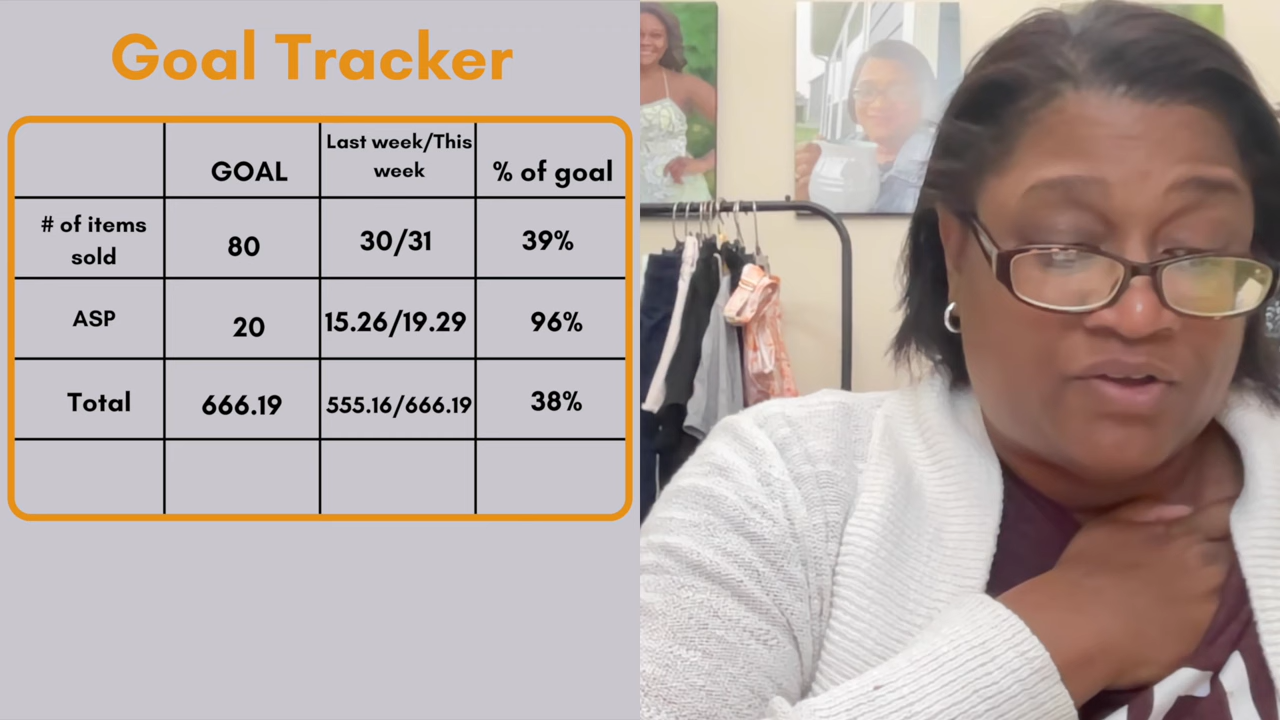 Goal Tracker
GOAL
Last week/This
week
% of goal
# of items
sold
80
30/31
39%
ASP
20
15.26/19.29
96%
Total
666.19
555.16/666.19
38%